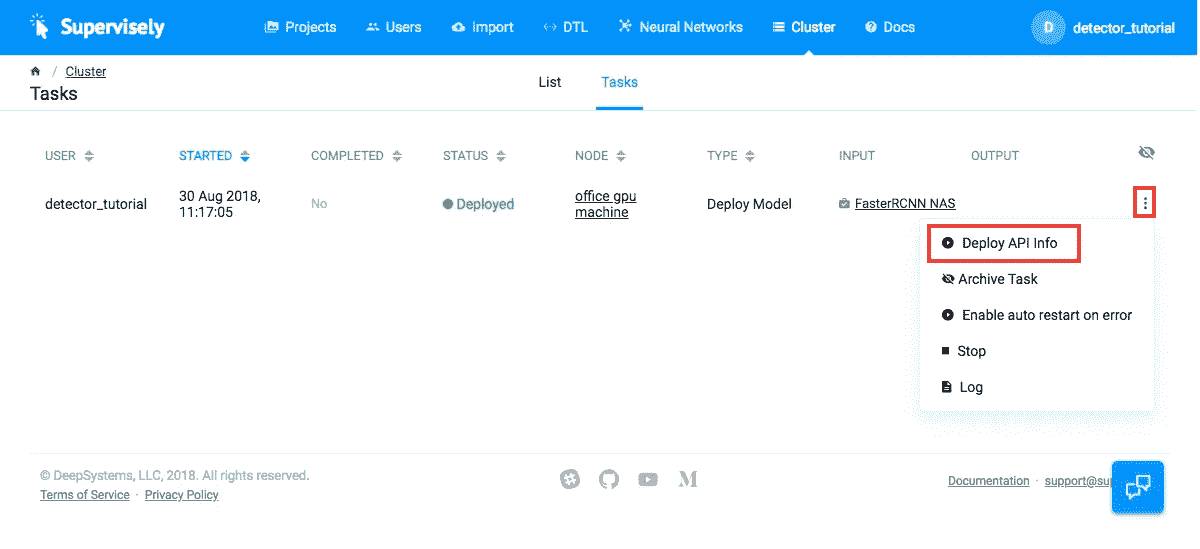 Supervisely Projects Users Import DTL Neural Networks Cluster Docs D detector_tutorial
/ Cluster
Tasks
List Tasks
USER STARTED COMPLETED STATUS NODE TYPE INPUT OUTPUT
detector_tutorial 30 Aug 2018, 11:17:05 No Deployed office gpu machine Deploy Model FasterRCNN NAS
Deploy API Info
Archive Task
Enable auto restart on error
Stop
Log
© DeepSystems, LLC, 2018. All rights reserved.
Terms of Service · Privacy Policy
Documentation · support@su